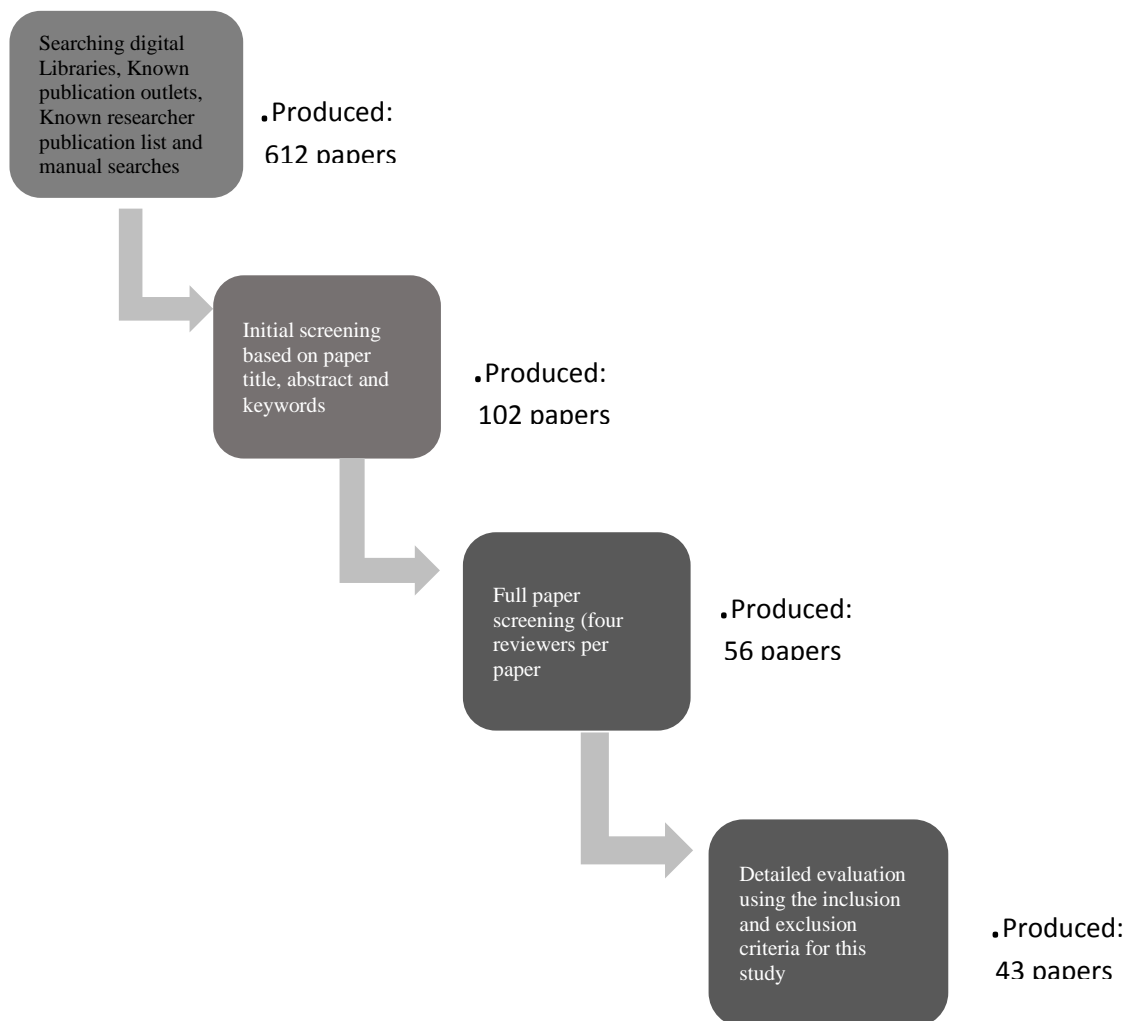 Searching digital
Libraries, Known
publication outlets,
Known researcher
publication list and
manual searches
.Produced:
612 papers
Initial screening
based on paper
title, abstract and
keywords
.Produced:
102 papers
Full paper
screening (four
reviewers per
paper
.Produced:
56 papers
Detailed evaluation
using the inclusion
and exclusion
criteria for this
study
.Produced:
43 papers